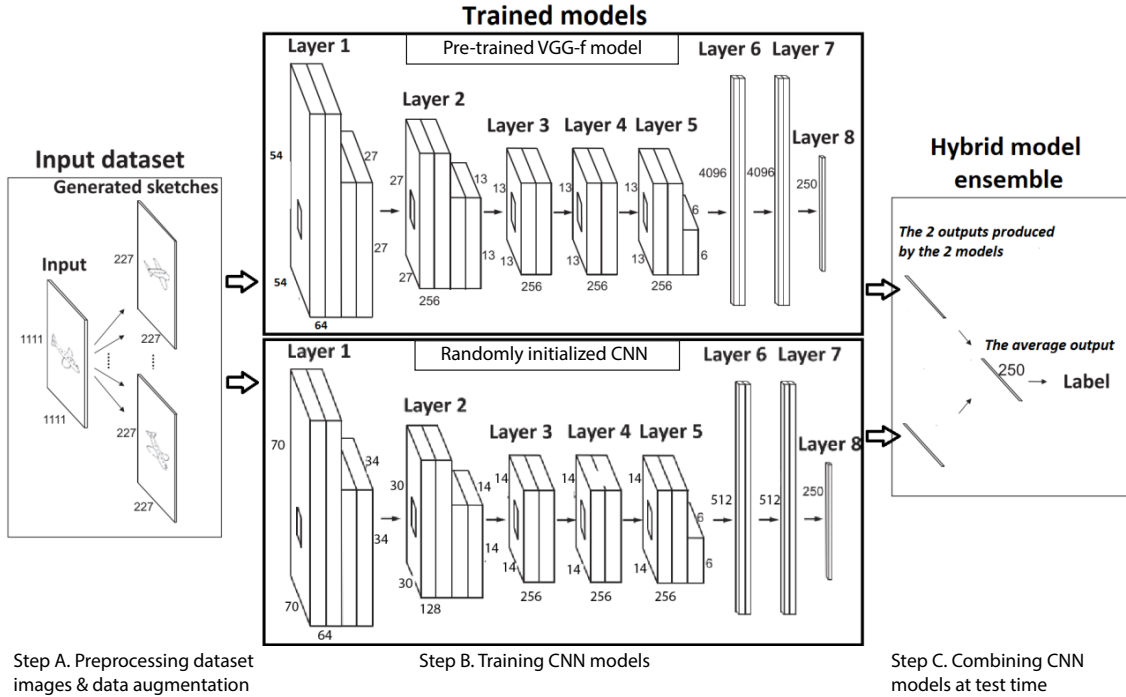 Trained models
Input dataset
Generated sketches
227
Input
1111
1111
227
227
227
Pre-trained VGG-f model
Layer 1
54
54
64
27
27
Layer 2
27
27
256
13
13
Layer 3
13
13
256
Layer 4
13
13
256
Layer 5
13
13
256
6
6
Layer 6
4096
Layer 7
4096
Layer 8
250
Randomly initialized CNN
Layer 1
70
70
64
34
34
Layer 2
30
30
128
14
14
Layer 3
14
14
256
Layer 4
14
14
256
Layer 5
14
14
256
6
6
Layer 6
512
Layer 7
512
Layer 8
250
Hybrid model
ensemble
The 2 outputs produced
by the 2 models
The average output
250
Label
Step A. Preprocessing dataset
images & data augmentation
Step B. Training CNN models
Step C. Combining CNN
models at test time